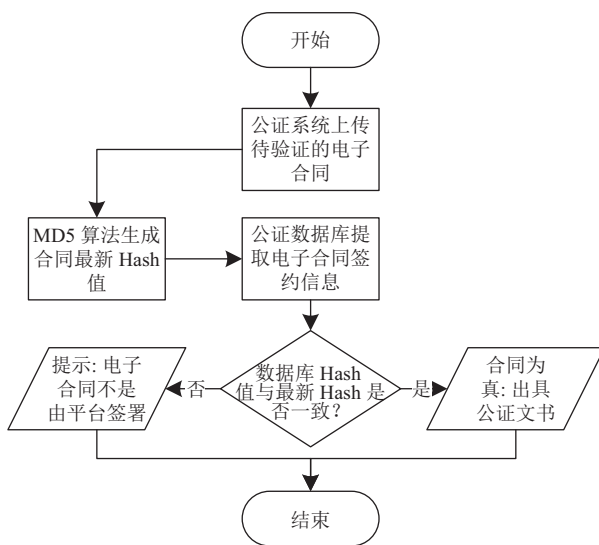 开始
公证系统上传
待验证的电子
合同
MD5 算法生成
合同最新 Hash
值
公证数据库提
取电子合同签
约信息
提示: 电子
合同不是
由平台签署
否
数据库 Hash
值与最新 Hash 是
否一致?
是
合同为
真: 出具
公证文书
结束